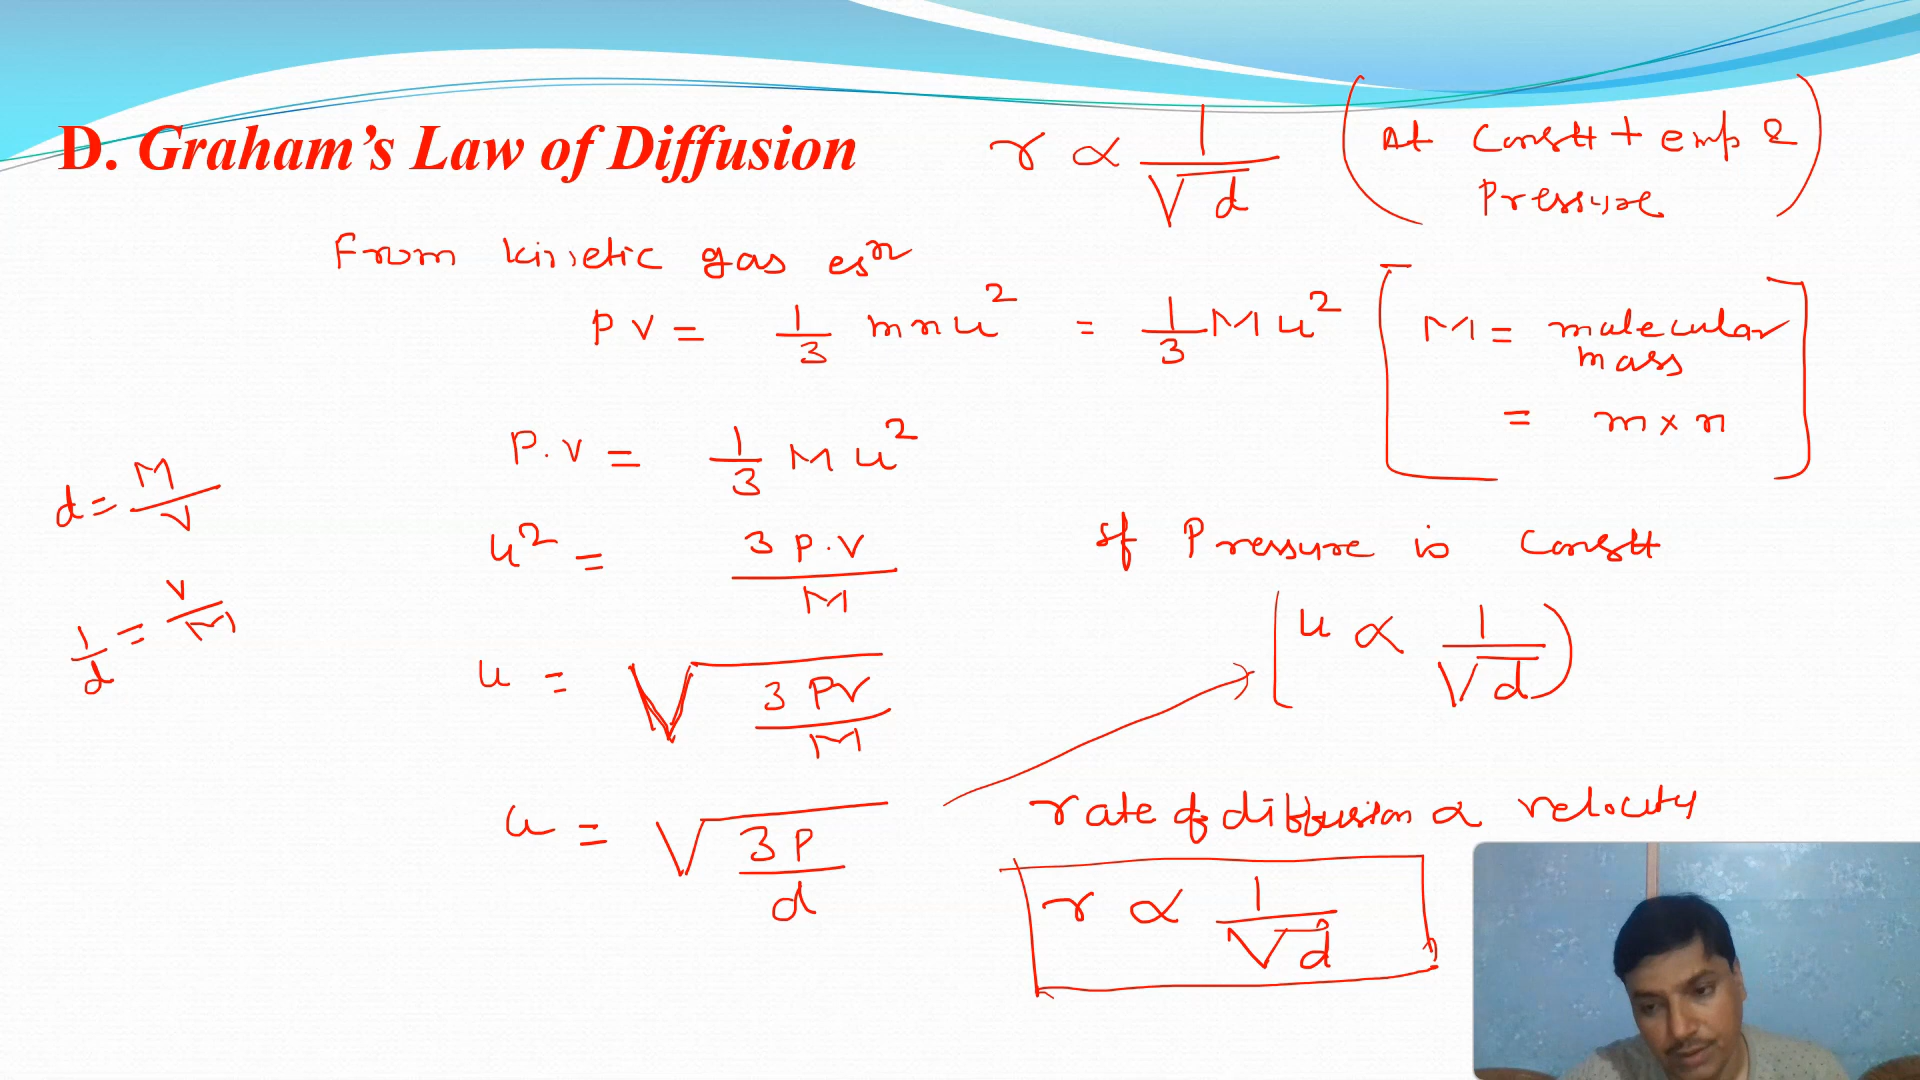 D. Graham's Law of Diffusion
r ∝ 1/√d (At Constt temp & Pressure)
From kinetic gas eqn
PV = 1/3 mnu² = 1/3 Mu²
[M = molecular mass
= m × n]
P.V = 1/3 M u²
d = M/V
u² = 3P.V/M
If Pressure is Constt
1/d = V/M
u ∝ 1/√d
u = √3PV/M
u = √3P/d
rate of diffusion ∝ velocity
r ∝ 1/√d